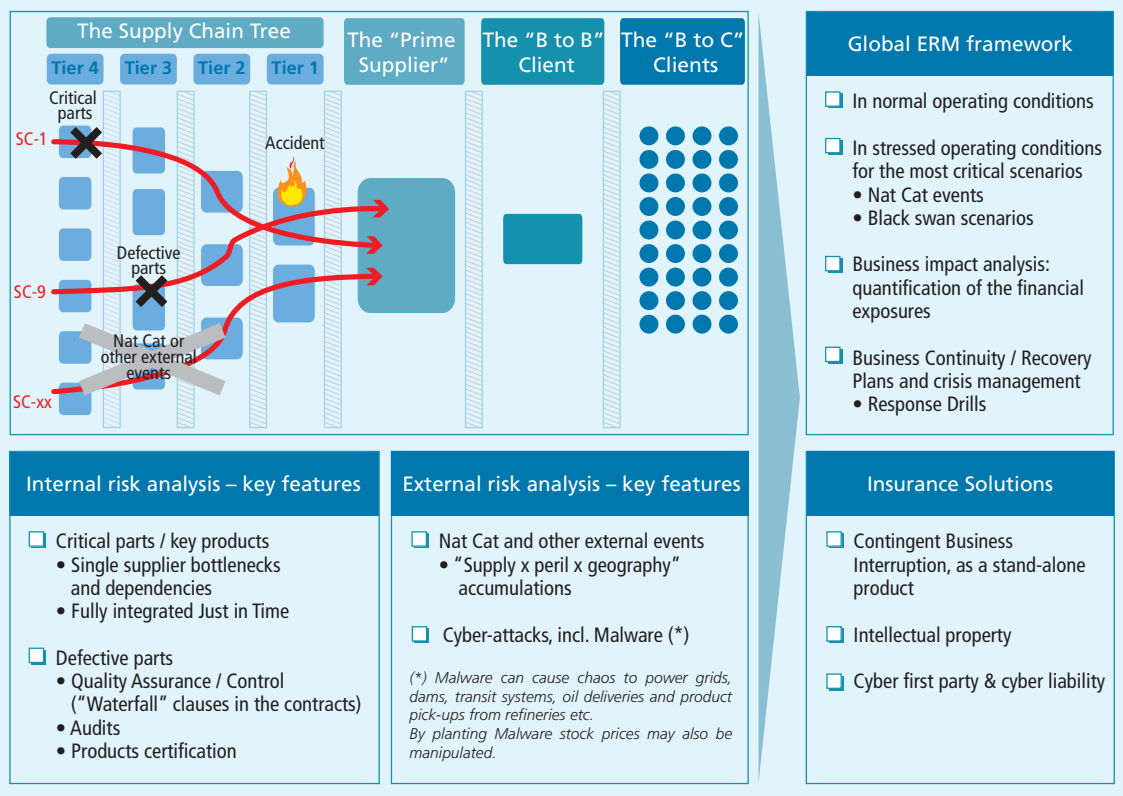 The Supply Chain Tree
Tier 4
Tier 3
Tier 2
Tier 1
The “Prime
Supplier”
The “B to B”
Client
The “B to C”
Clients
Critical
parts
SC-1
Accident
Defective
parts
SC-9
Nat Cat or
other external
events
SC-xx
Global ERM framework
In normal operating conditions
In stressed operating conditions
for the most critical scenarios
• Nat Cat events
• Black swan scenarios
Business impact analysis:
quantification of the financial
exposures
Business Continuity / Recovery
Plans and crisis management
• Response Drills
Internal risk analysis – key features
Critical parts / key products
• Single supplier bottlenecks
and dependencies
• Fully integrated Just in Time
Defective parts
• Quality Assurance / Control
(“Waterfall” clauses in the contracts)
• Audits
• Products certification
External risk analysis – key features
Nat Cat and other external events
• “Supply x peril x geography”
accumulations
Cyber-attacks, incl. Malware (*)
(*) Malware can cause chaos to power grids,
dams, transit systems, oil deliveries and product
pick-ups from refineries etc.
By planting Malware stock prices may also be
manipulated.
Insurance Solutions
Contingent Business
Interruption, as a stand-alone
product
Intellectual property
Cyber first party & cyber liability